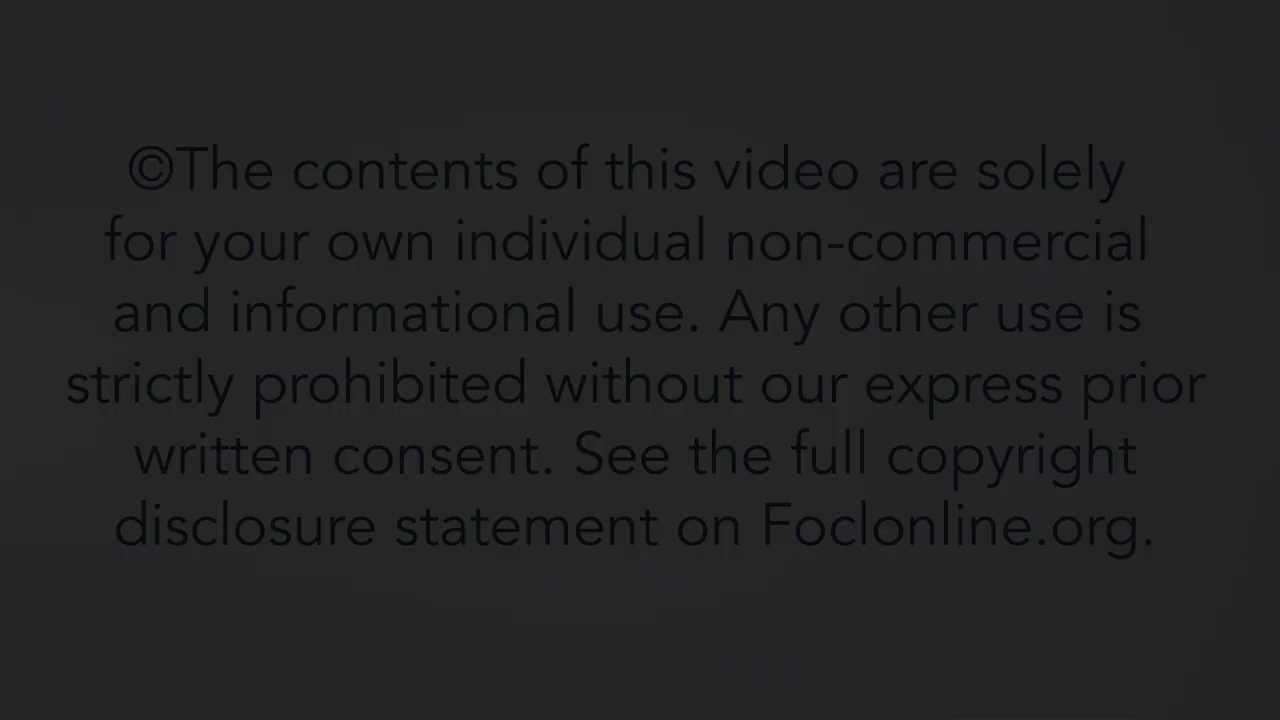 ©The contents of this video are solely
for your own individual non-commercial
and informational use. Any other use is
strictly prohibited without our express prior
written consent. See the full copyright
disclosure statement on Foclonline.org.